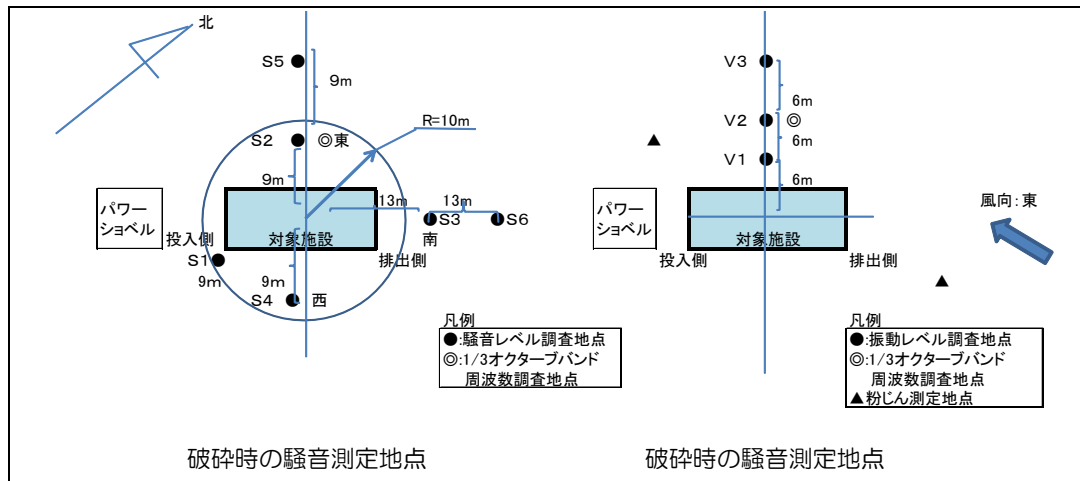 北
S5
9m
R=10m
S2
◎東
9m
パワー
ショベル
13m
13m
S3
S6
投入側
対象施設
南
S1
排出側
9m
9m
S4
西
凡例
●:騒音レベル調査地点
◎:1/3オクターブバンド
周波数調査地点
破砕時の騒音測定地点
V3
6m
V2
◎
6m
V1
6m
パワー
ショベル
風向:東
対象施設
投入側
排出側
凡例
●:振動レベル調査地点
◎:1/3オクターブバンド
周波数調査地点
▲粉じん測定地点
破砕時の騒音測定地点